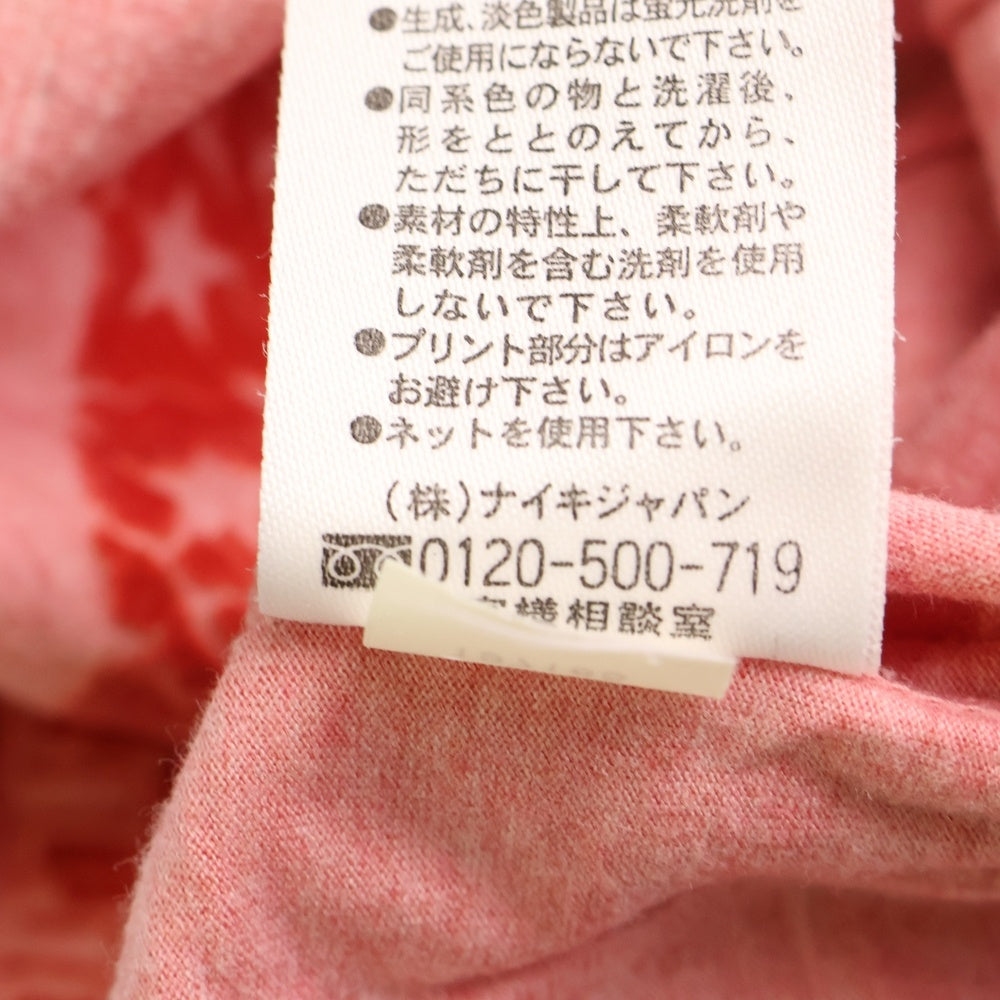 ●生成、淡色製品は蛍光洗剤を
ご使用にならないで下さい。
●同系色の物と洗濯後、
形をととのえてから、
ただちに干して下さい。
●素材の特性上、柔軟剤や
柔軟剤を含む洗剤を使用
しないで下さい。
●プリント部分はアイロンを
お避け下さい。
●ネットを使用下さい。
(株)ナイキジャパン
0120-500-719
客様相談室